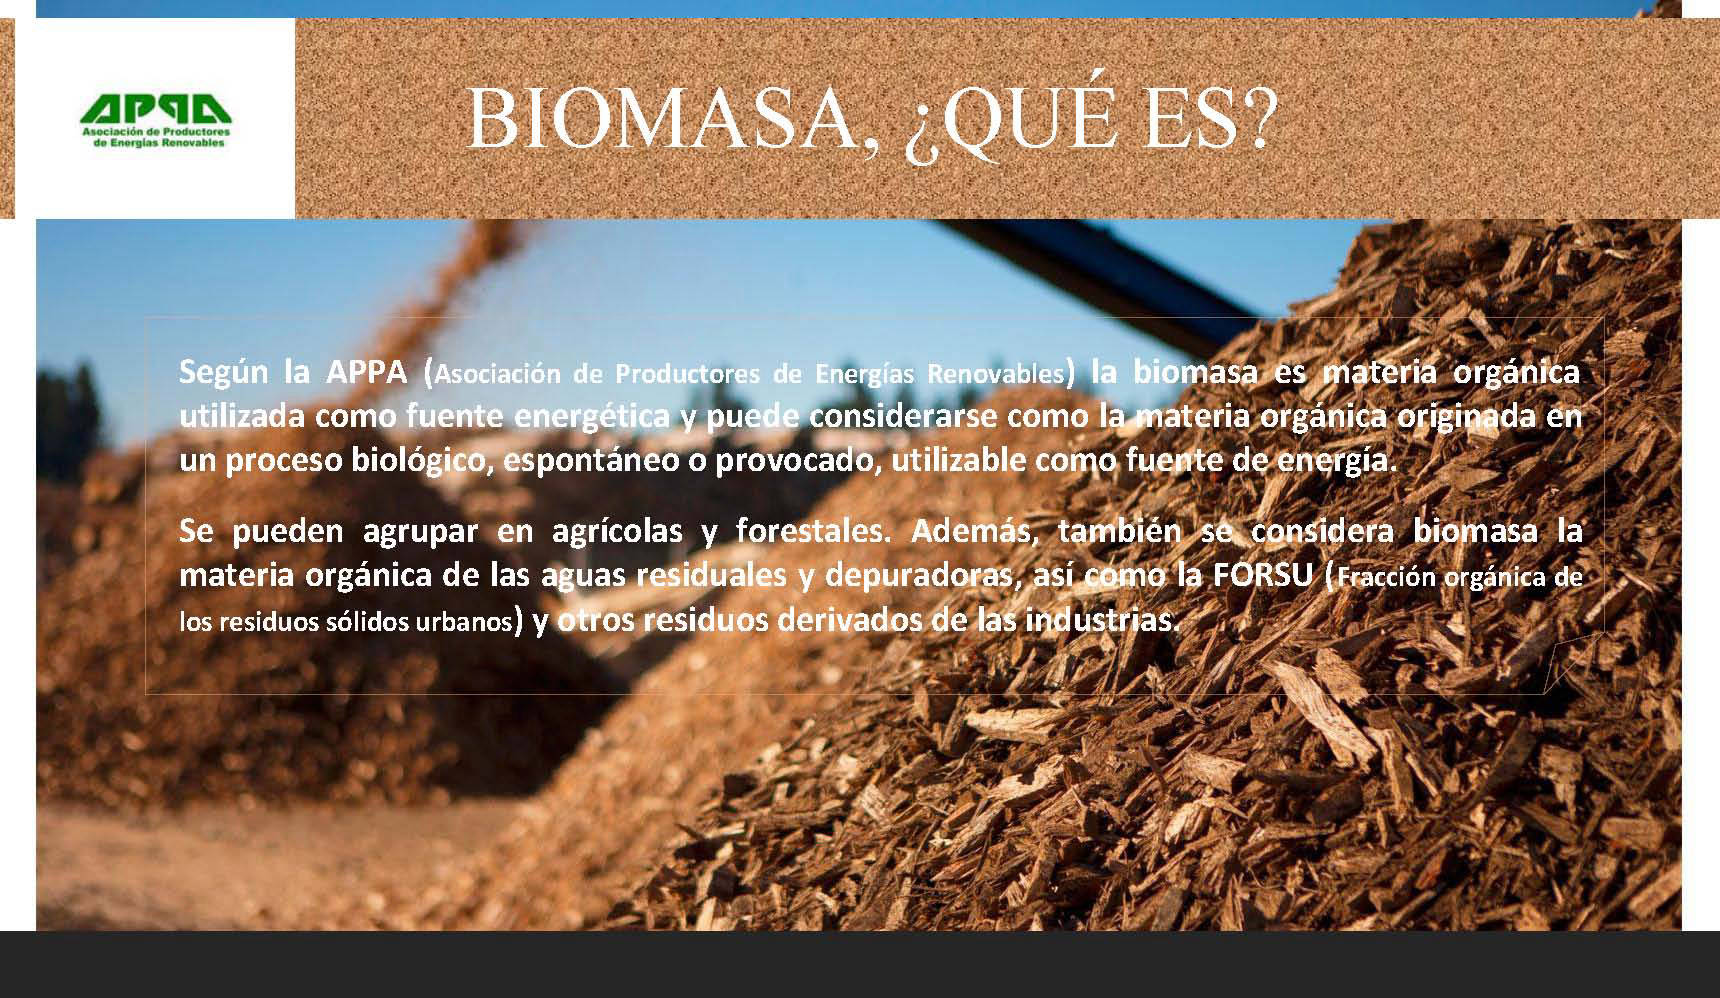 APPA
Asociación de Productores
de Energías Renovables
BIOMASA, ¿QUÉ ES?
Según la APPA (Asociación de Productores de Energías Renovables) la biomasa es materia orgánica
utilizada como fuente energética y puede considerarse como la materia orgánica originada en
un proceso biológico, espontáneo o provocado, utilizable como fuente de energía.
Se pueden agrupar en agrícolas y forestales. Además, también se considera biomasa la
materia orgánica de las aguas residuales y depuradoras, así como la FORSU (Fracción orgánica de
los residuos sólidos urbanos) y otros residuos derivados de las industrias.